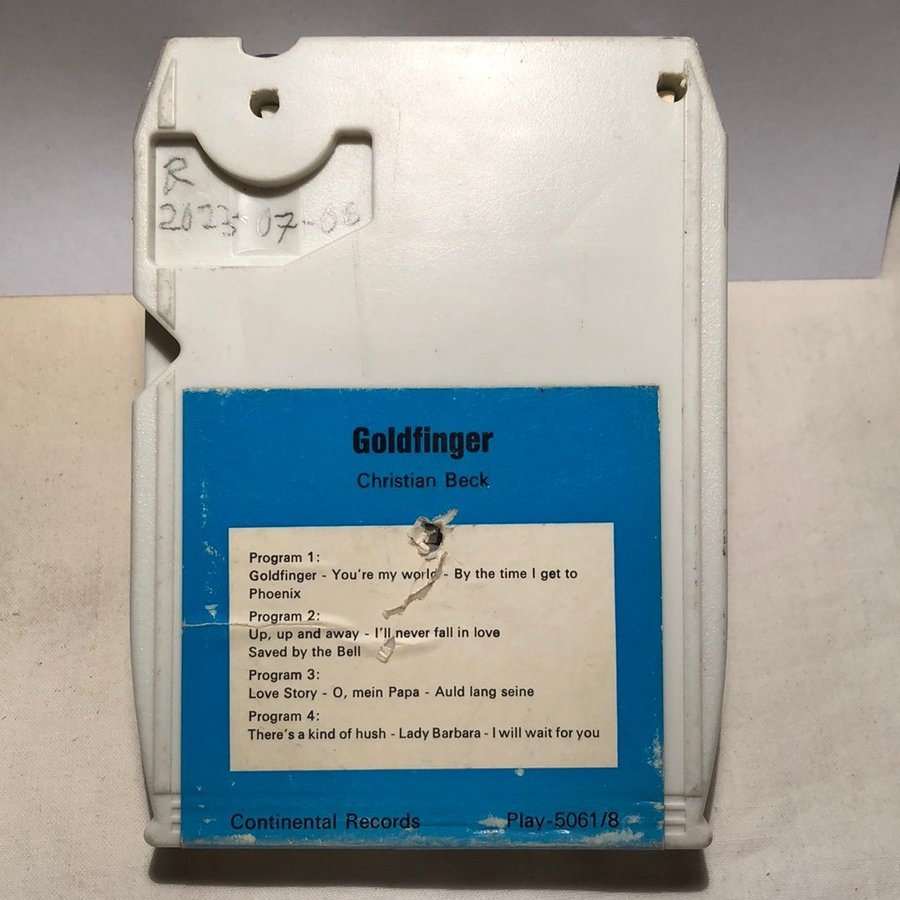 R
2023-07-06
Goldfinger
Christian Beck
Program 1:
Goldfinger - You're my world - By the time I get to
Phoenix
Program 2:
Up, up and away - I'll never fall in love
Saved by the Bell
Program 3:
Love Story - O, mein Papa - Auld lang seine
Program 4:
There's a kind of hush - Lady Barbara - I will wait for you
Continental Records Play-5061/8